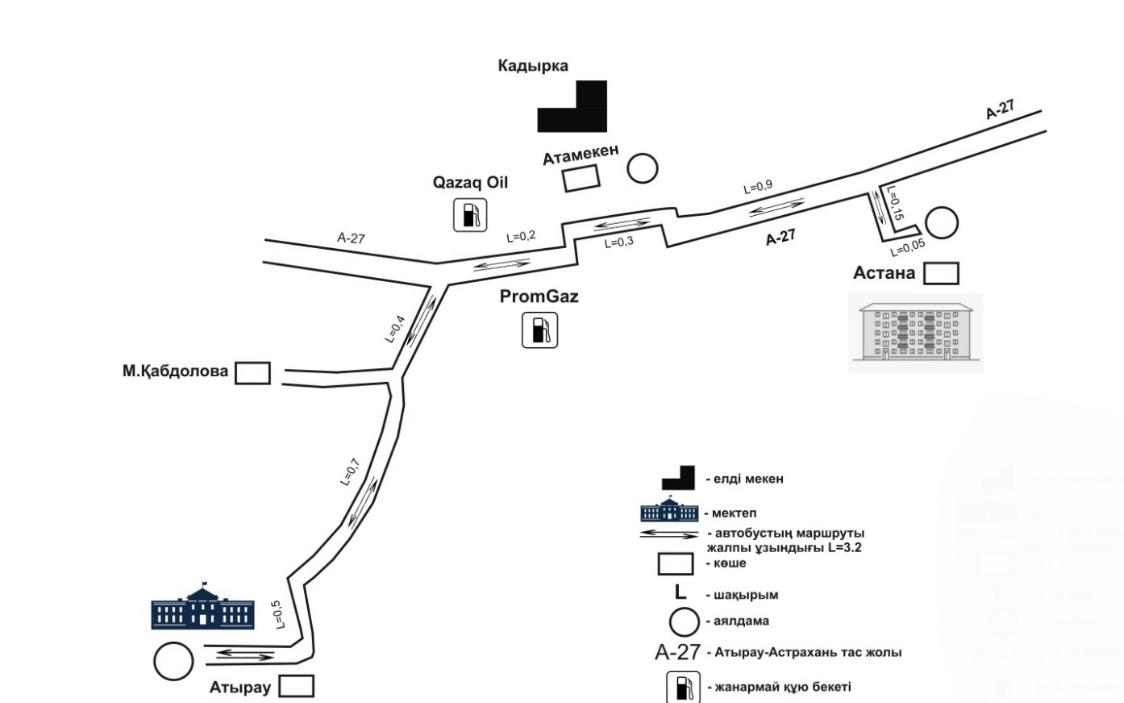 Кадырка
Атамекен
Qazaq Oil
A-27
A-27
L=0,2
L=0,3
L=0,9
A-27
L=0,15
L=0,05
Астана
PromGaz
L=0,4
М.Қабдолова
L=0,7
L=0,5
Атырау
- елді мекен
- мектеп
- автобустың маршруты
жалпы ұзындығы L=3.2
- көше
L - шақырым
- аялдама
А-27 - Атырау-Астрахань тас жолы
- жанармай құю бекеті